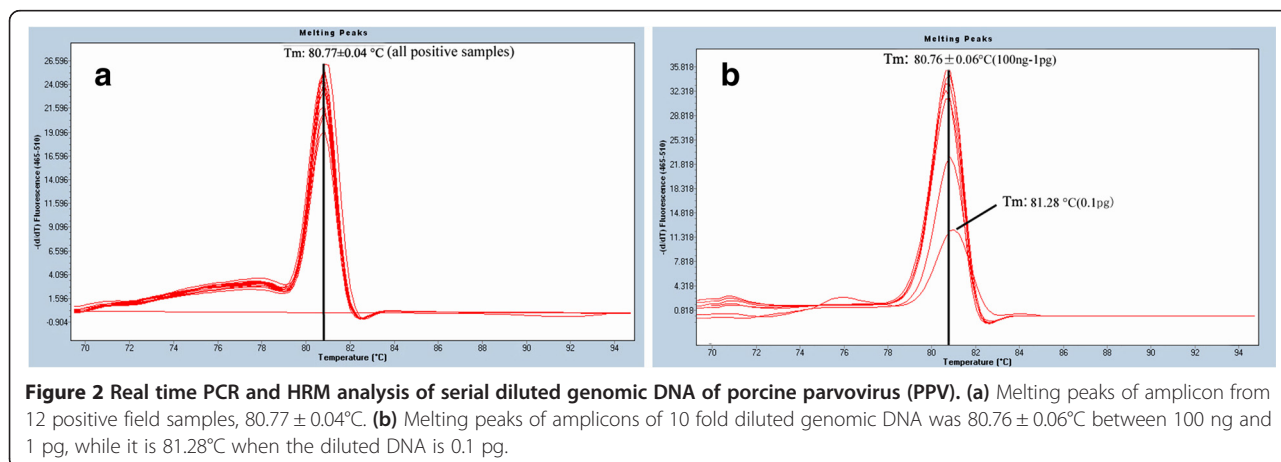 Melting Peaks
a
Tm: 80.77±0.04 °C (all positive samples)
-(d/dT) Fluorescence (465-510)
26.596
24.096
21.596
19.096
16.596
14.096
11.596
9.096
6.596
4.096
1.596
-0.904
70 72 74 76 78 80 82 84 86 88 90 92 94
Temperature (°C)
Melting Peaks
b
Tm: 80.76±0.06°C(100ng-1pg)
Tm: 81.28 °C(0.1pg)
-(d/dT) Fluorescence (465-510)
35.818
32.318
28.818
25.318
21.818
18.318
14.818
11.318
7.818
4.318
0.818
70 72 74 76 78 80 82 84 86 88 90 92 94
Temperature (°C)
Figure 2 Real time PCR and HRM analysis of serial diluted genomic DNA of porcine parvovirus (PPV). (a) Melting peaks of amplicon from
12 positive field samples, 80.77 ± 0.04°C. (b) Melting peaks of amplicons of 10 fold diluted genomic DNA was 80.76 ± 0.06°C between 100 ng and
1 pg, while it is 81.28°C when the diluted DNA is 0.1 pg.